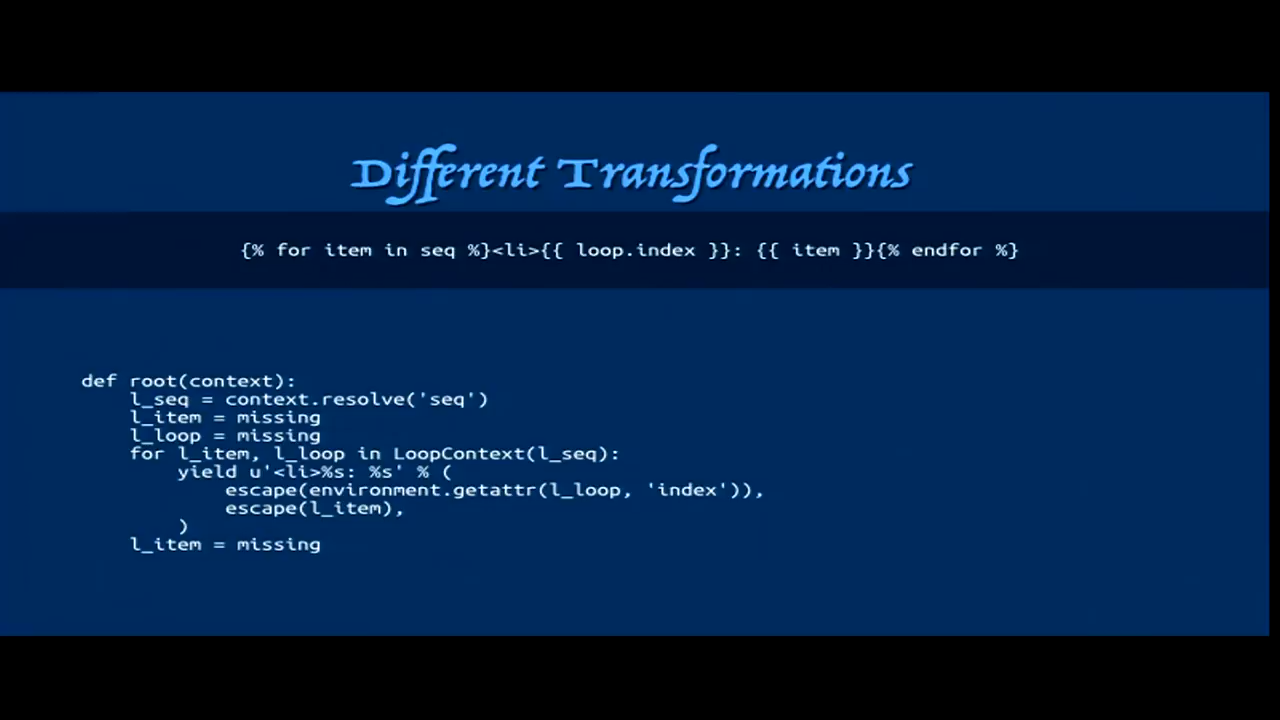 Different Transformations
{% for item in seq %}<li>{{ loop.index }}: {{ item }}{% endfor %}
def root(context):
    l_seq = context.resolve('seq')
    l_item = missing
    l_loop = missing
    for l_item, l_loop in LoopContext(l_seq):
        yield u'<li>%s: %s' % (
            escape(environment.getattr(l_loop, 'index')),
            escape(l_item),
        )
    l_item = missing